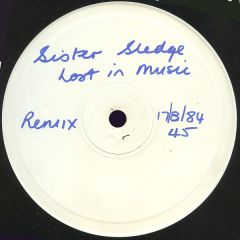 Sister Sledge
Lost in Music
Remix
17/8/84
45